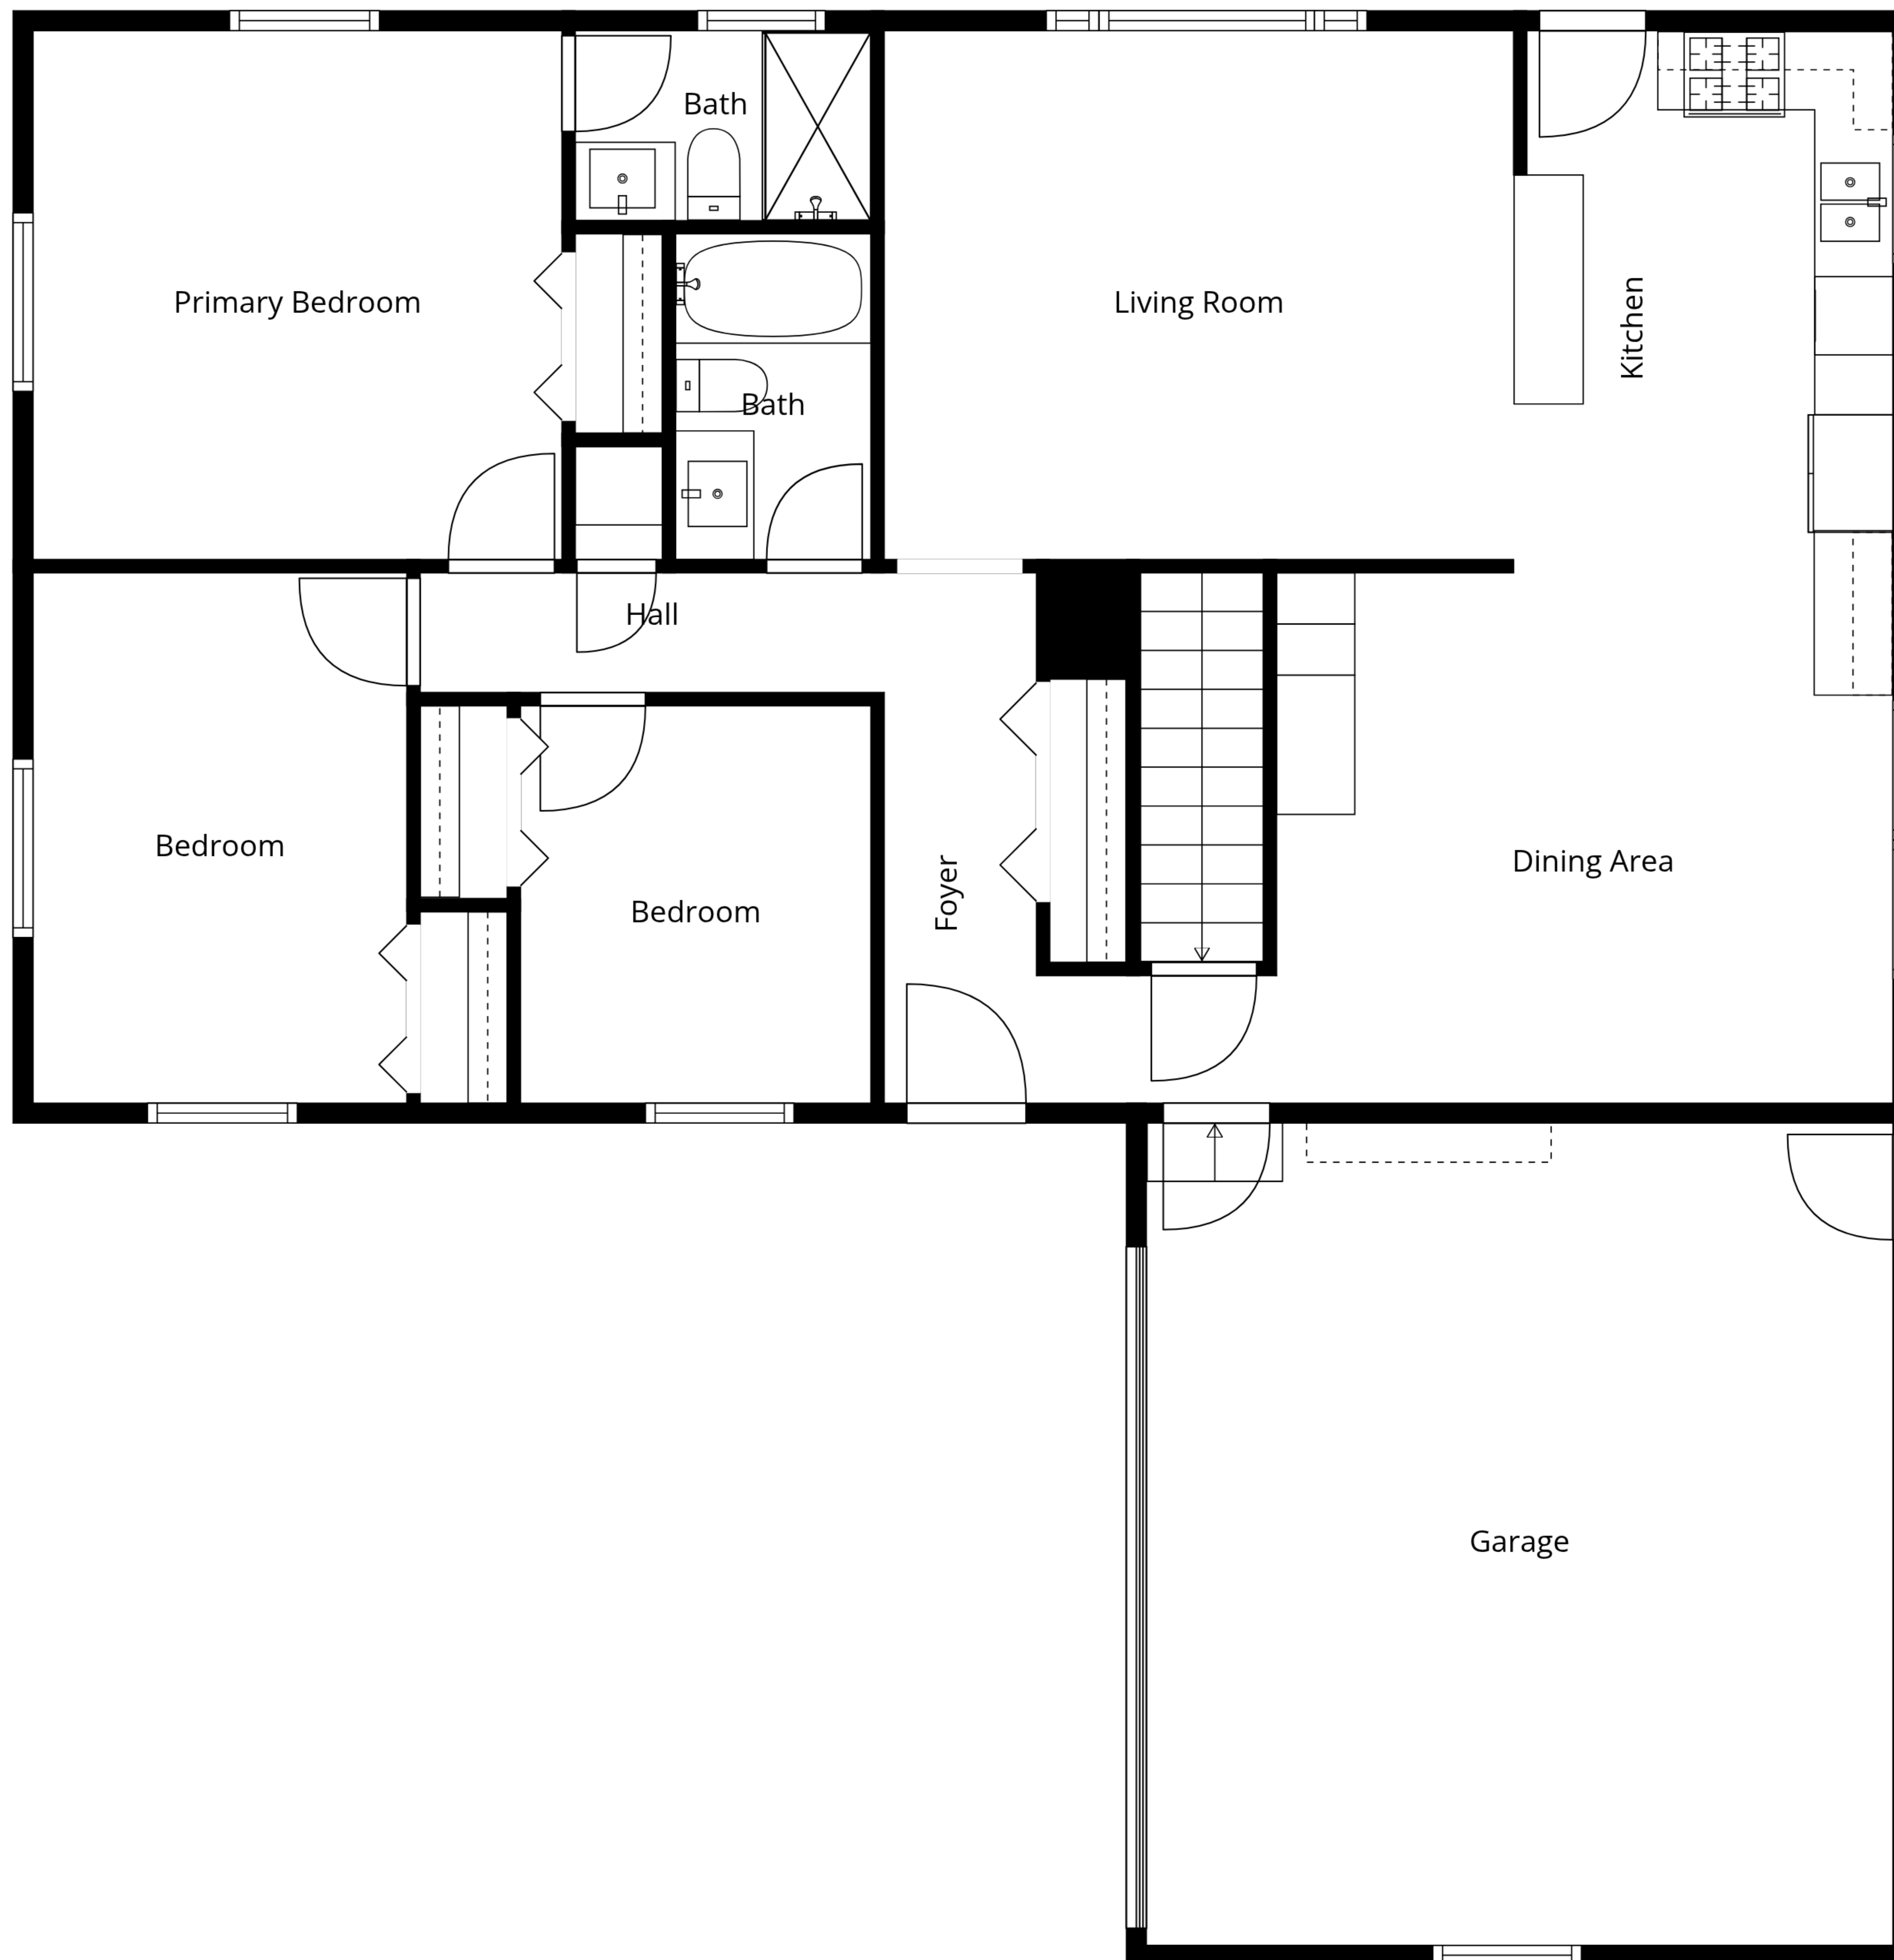 Bath
Primary Bedroom
Living Room
Kitchen
Bath
Hall
Bedroom
Bedroom
Foyer
Dining Area
Garage